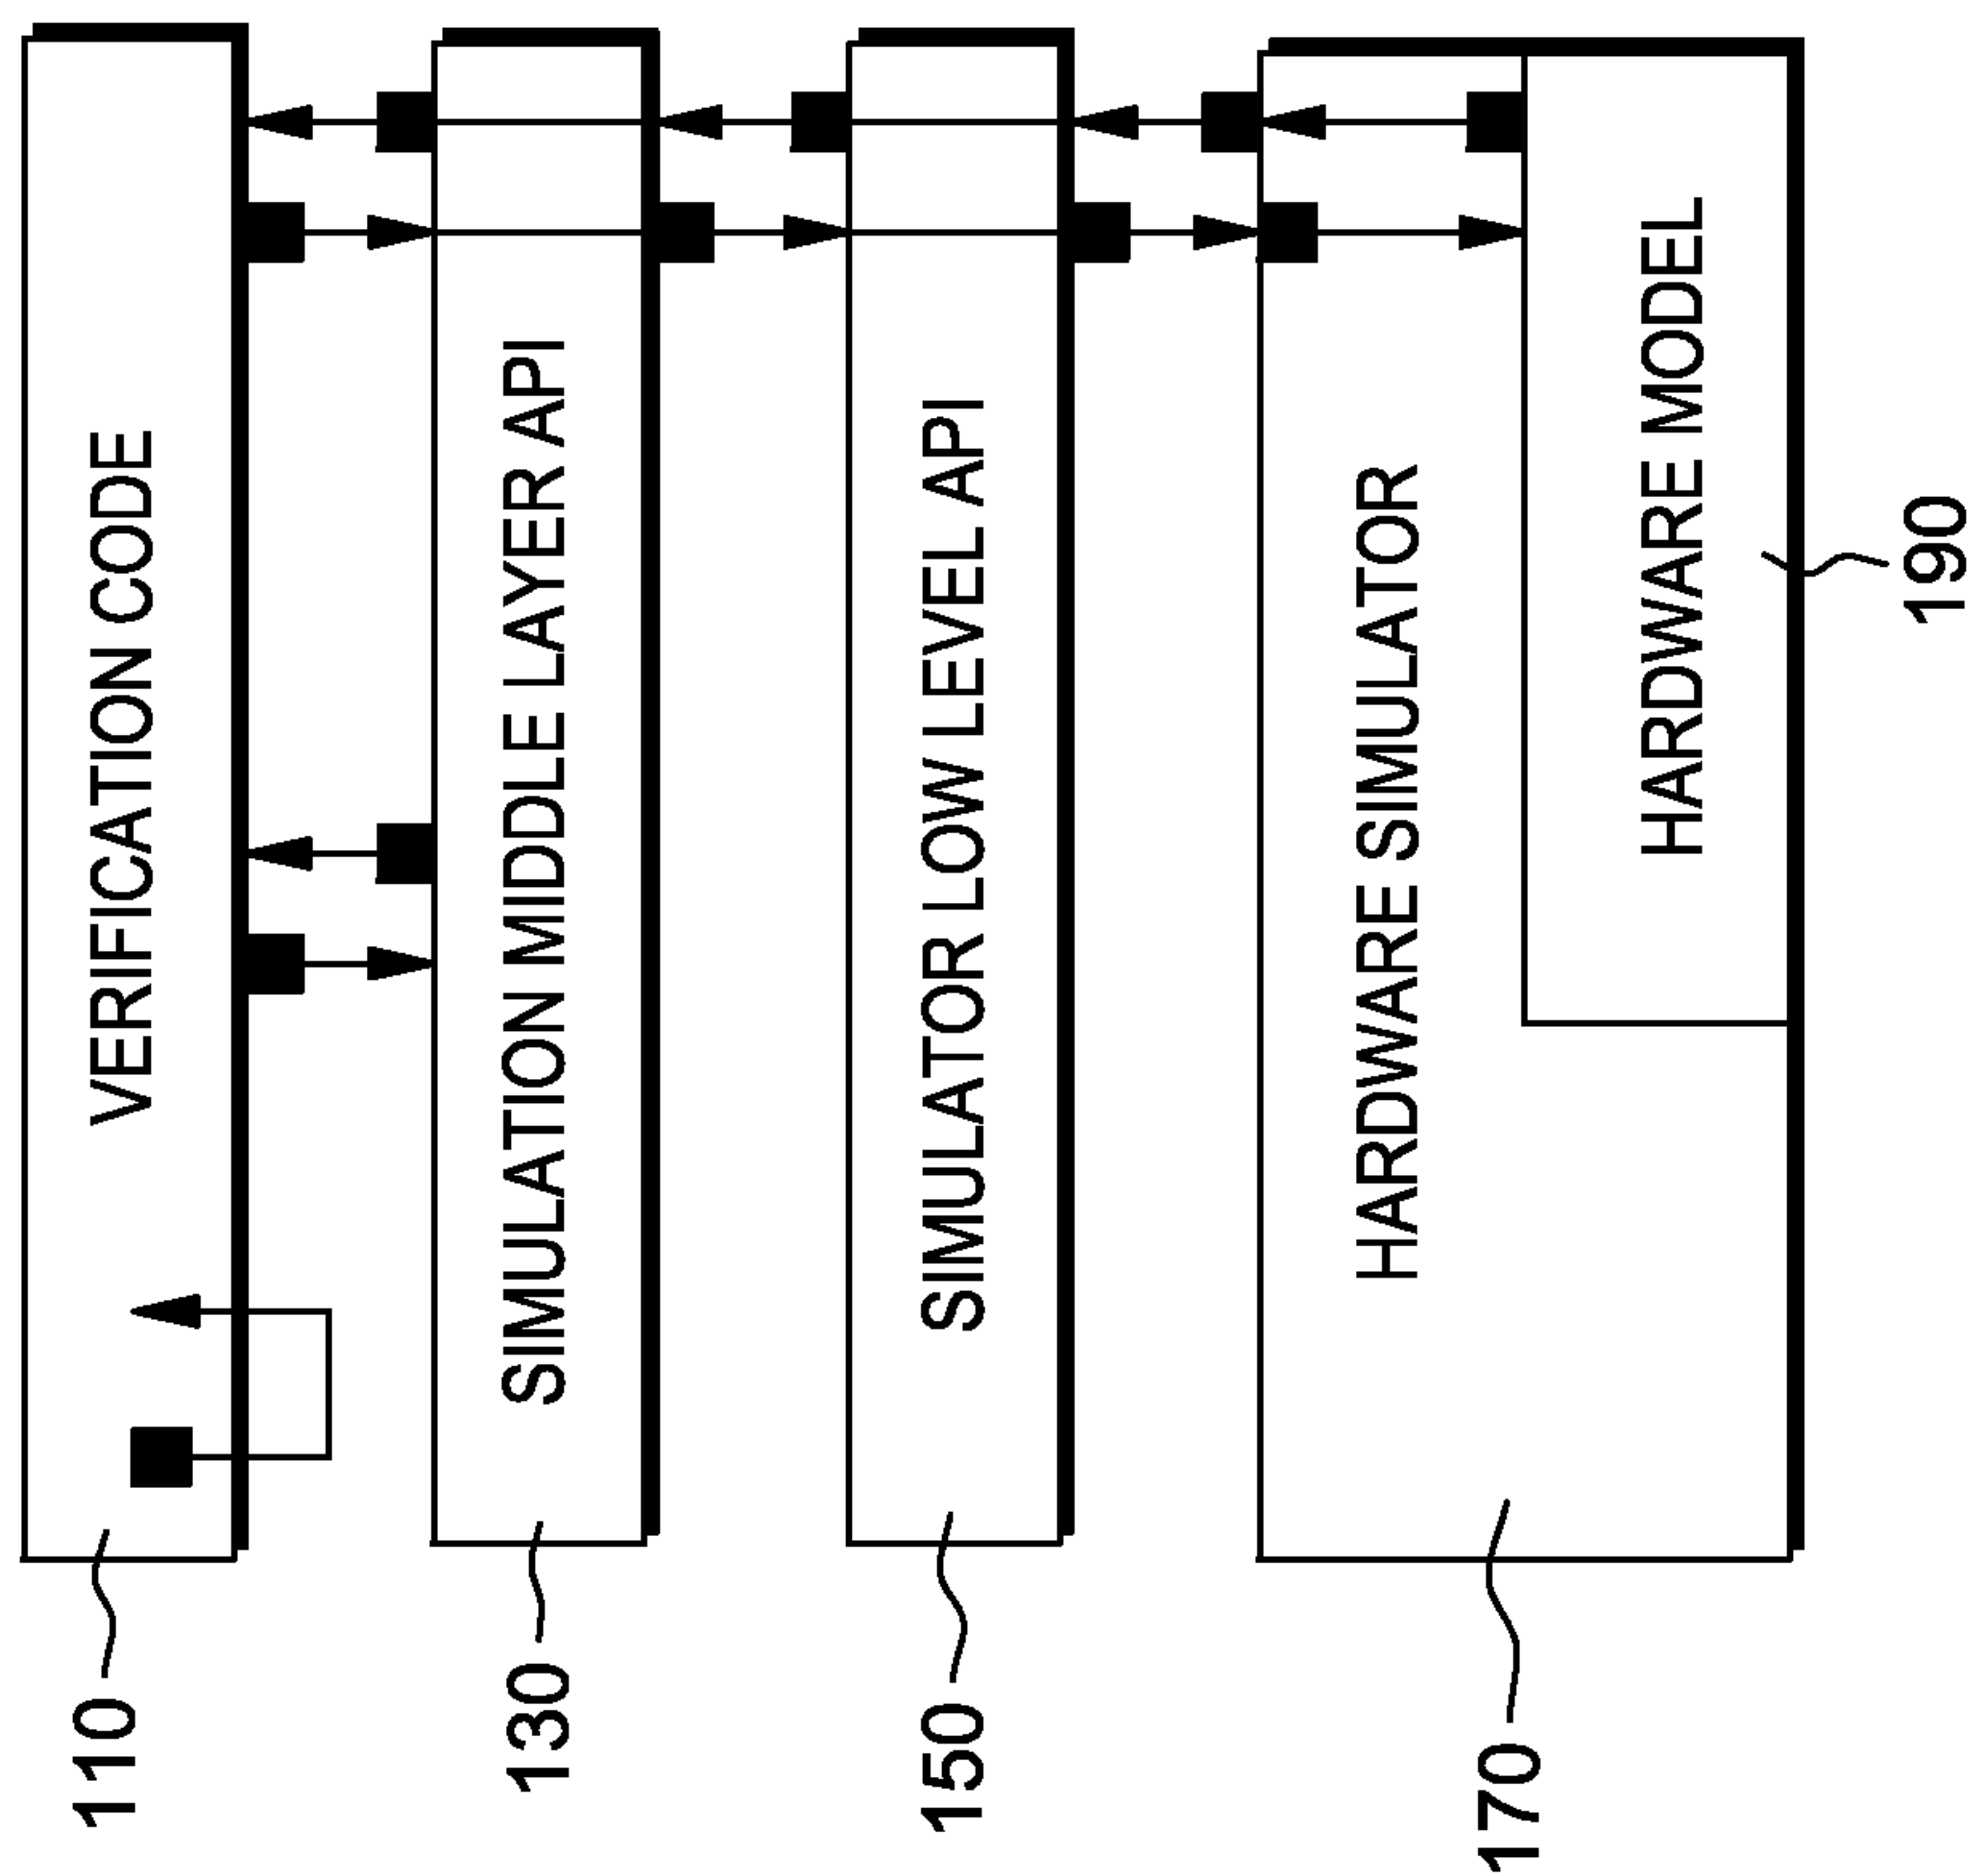 110
VERIFICATION CODE
130
SIMULATION MIDDLE LAYER API
150
SIMULATOR LOW LEVEL API
170
HARDWARE SIMULATOR
HARDWARE MODEL
190